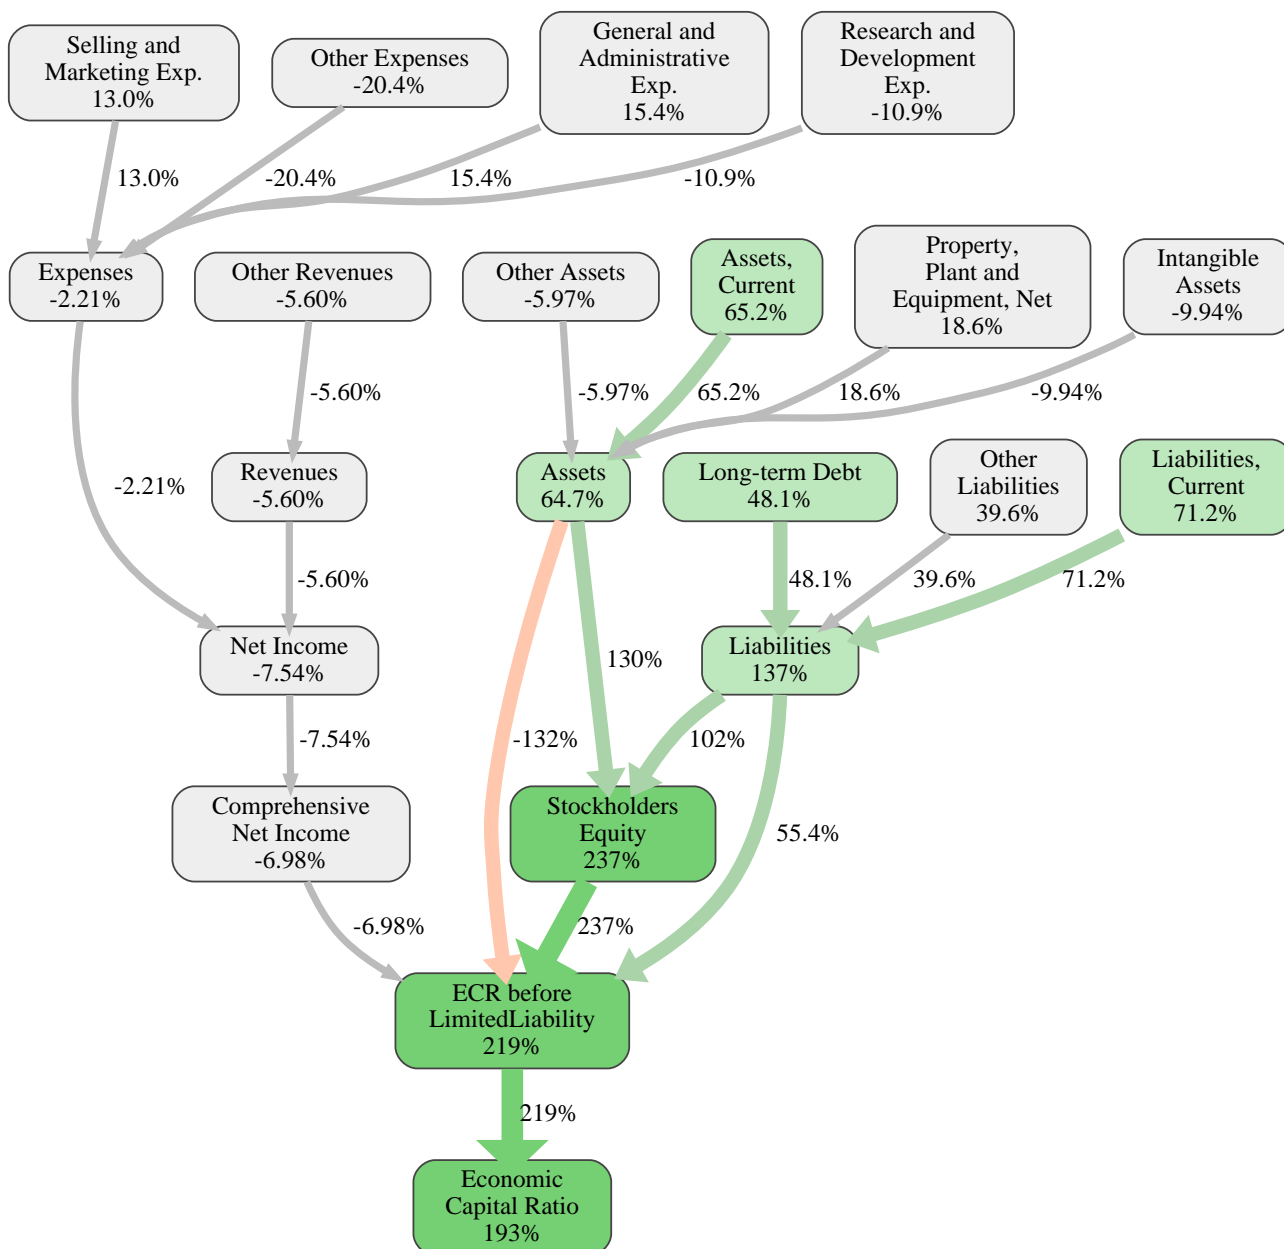 Selling and
Marketing Exp.
13.0%
Other Expenses
-20.4%
General and
Administrative
Exp.
15.4%
Research and
Development
Exp.
-10.9%
13.0%
-20.4%
15.4%
-10.9%
Expenses
-2.21%
Other Revenues
-5.60%
Other Assets
-5.97%
Assets,
Current
65.2%
Property,
Plant and
Equipment, Net
18.6%
Intangible
Assets
-9.94%
-5.60%
-5.97%
65.2%
18.6%
-9.94%
-2.21%
Revenues
-5.60%
Assets
64.7%
Long-term Debt
48.1%
Other
Liabilities
39.6%
Liabilities,
Current
71.2%
-5.60%
48.1%
39.6%
71.2%
Net Income
-7.54%
130%
Liabilities
137%
-7.54%
-132%
102%
Comprehensive
Net Income
-6.98%
Stockholders
Equity
237%
55.4%
-6.98%
237%
ECR before
LimitedLiability
219%
219%
Economic
Capital Ratio
193%